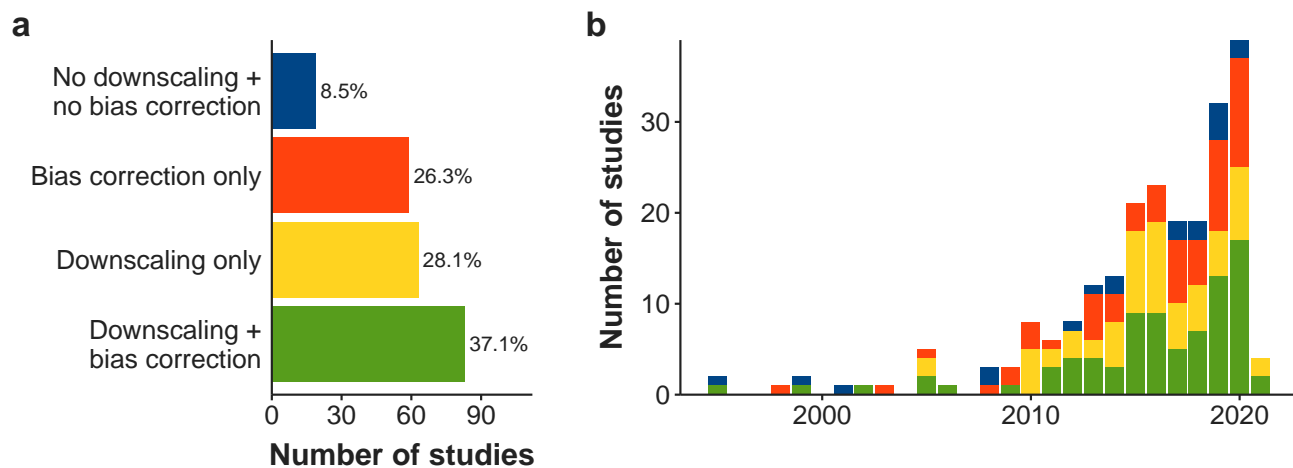 a
No downscaling +
no bias correction
8.5%
Bias correction only
26.3%
Downscaling only
28.1%
Downscaling +
bias correction
37.1%
0 30 60 90
Number of studies
b
Number of studies
30
20
10
0
2000 2010 2020